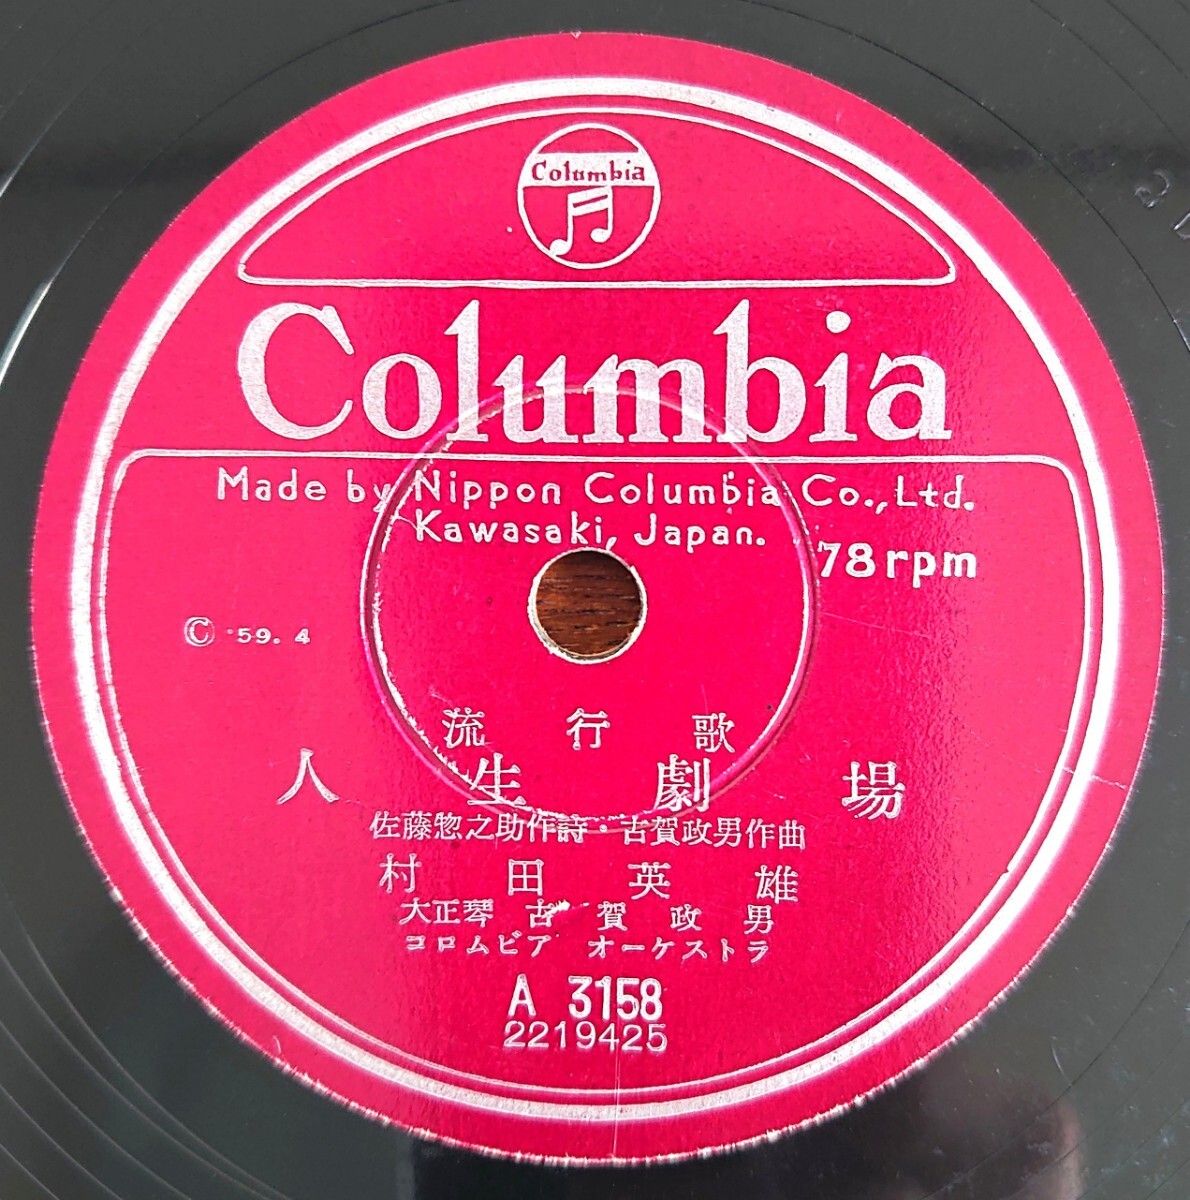 Columbia
Columbia
Made by Nippon Columbia Co., Ltd.
Kawasaki, Japan.
78 rpm
Ⓒ '59. 4
流行歌
人生劇場
佐藤惣之助作詩・古賀政男作曲
村田英雄
大正琴 古賀政男
コロムビア オーケストラ
A 3158
2219425